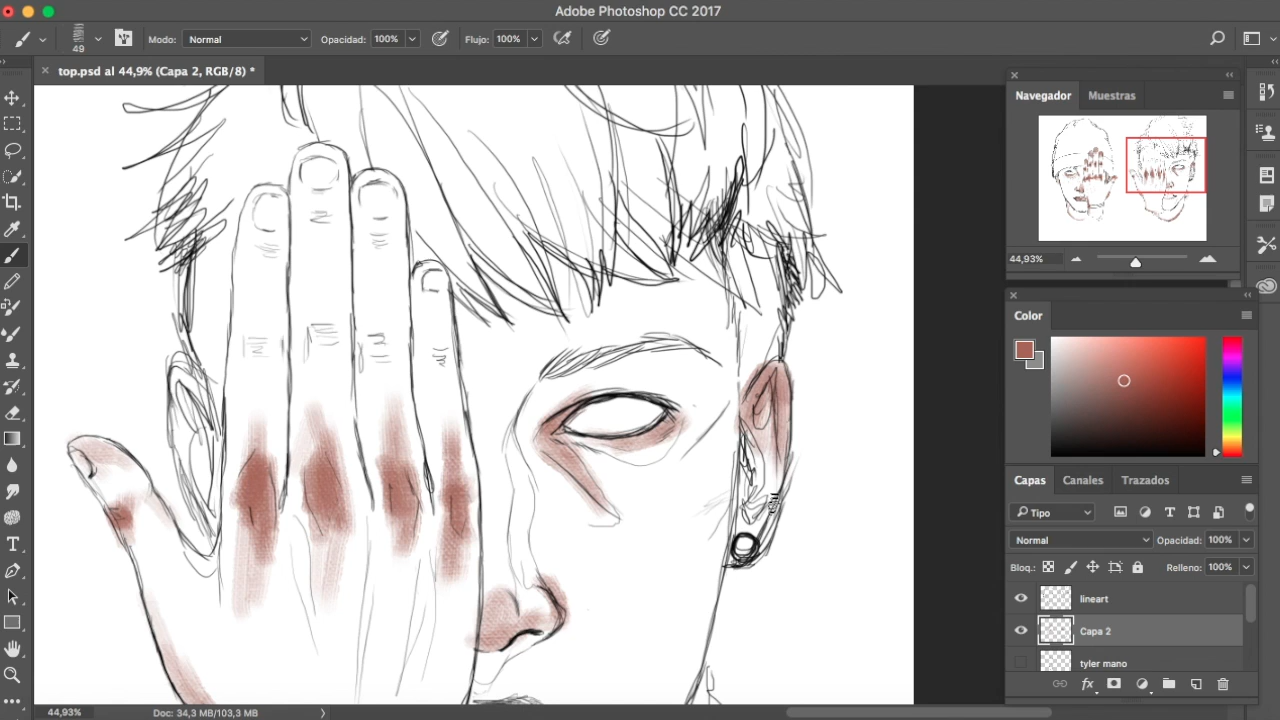 Adobe Photoshop CC 2017
49
Modo: Normal Opacidad: 100% Flujo: 100%
top.psd al 44,9% (Capa 2, RGB/8) *
Navegador Muestras
44,93%
Color
Capas Canales Trazados
Tipo
Normal Opacidad: 100%
Bloq.: Relleno: 100%
lineart
Capa 2
tyler mano
fx
44,93% Doc: 34,3 MB/103,3 MB